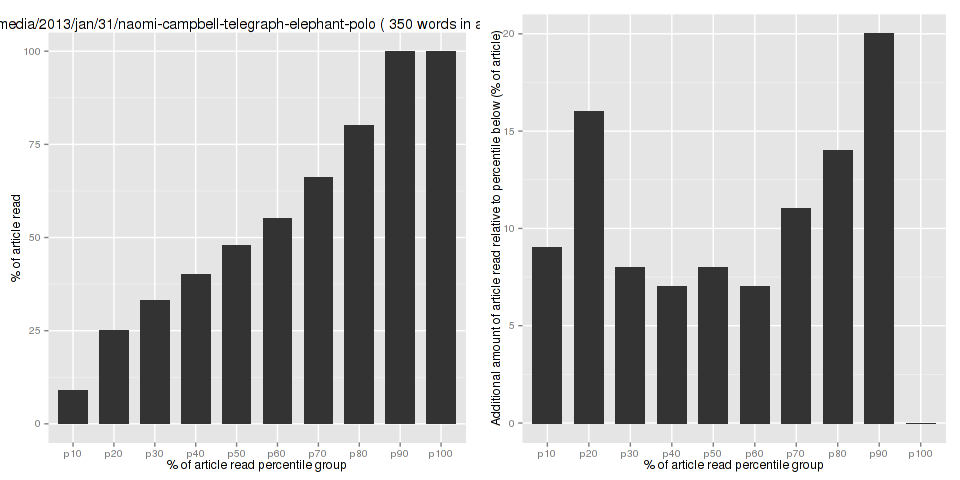 media/2013/jan/31/naomi-campbell-telegraph-elephant-polo ( 350 words in a
100
75
50
25
0
% of article read
p10 p20 p30 p40 p50 p60 p70 p80 p90 p100
% of article read percentile group
20
15
10
5
0
Additional amount of article read relative to percentile below (% of article)
p10 p20 p30 p40 p50 p60 p70 p80 p90 p100
% of article read percentile group